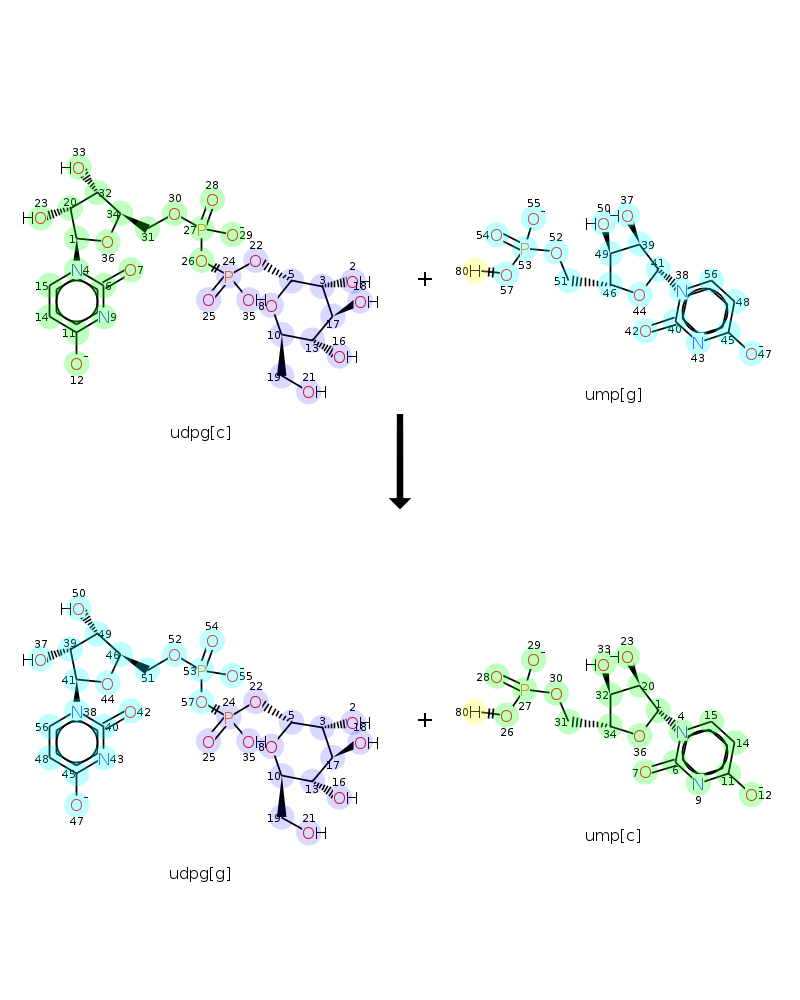 33
HO
23
HO
20
32
34
1
O
36
31
30
O
28
O
27
P
O
-
29
26
O
22
O
24
P
25
O
35
OH
N
4
6
O
7
N
9
15
14
11
O
-
12
5
3
2
OH
18
OH
17
8
O
10
13
16
OH
19
21
OH
udpg[c]
+
55
O
-
54
O
P
53
52
O
80
H
O
57
51
50
HO
37
HO
49
39
41
46
O
44
38
N
56
48
45
O
-
47
42
O
40
N
43
ump[g]
50
HO
37
HO
39
49
46
41
O
44
51
52
O
54
O
53
P
O
-
55
57
O
22
O
24
P
25
O
35
OH
N
38
40
O
42
N
43
56
48
45
O
-
47
5
3
2
OH
18
OH
17
8
O
10
13
16
OH
19
21
OH
udpg[g]
+
29
O
-
28
O
P
27
30
O
80
H
O
26
31
33
HO
23
HO
32
20
1
34
O
36
4
N
15
14
11
O
-
12
7
O
6
N
9
ump[c]